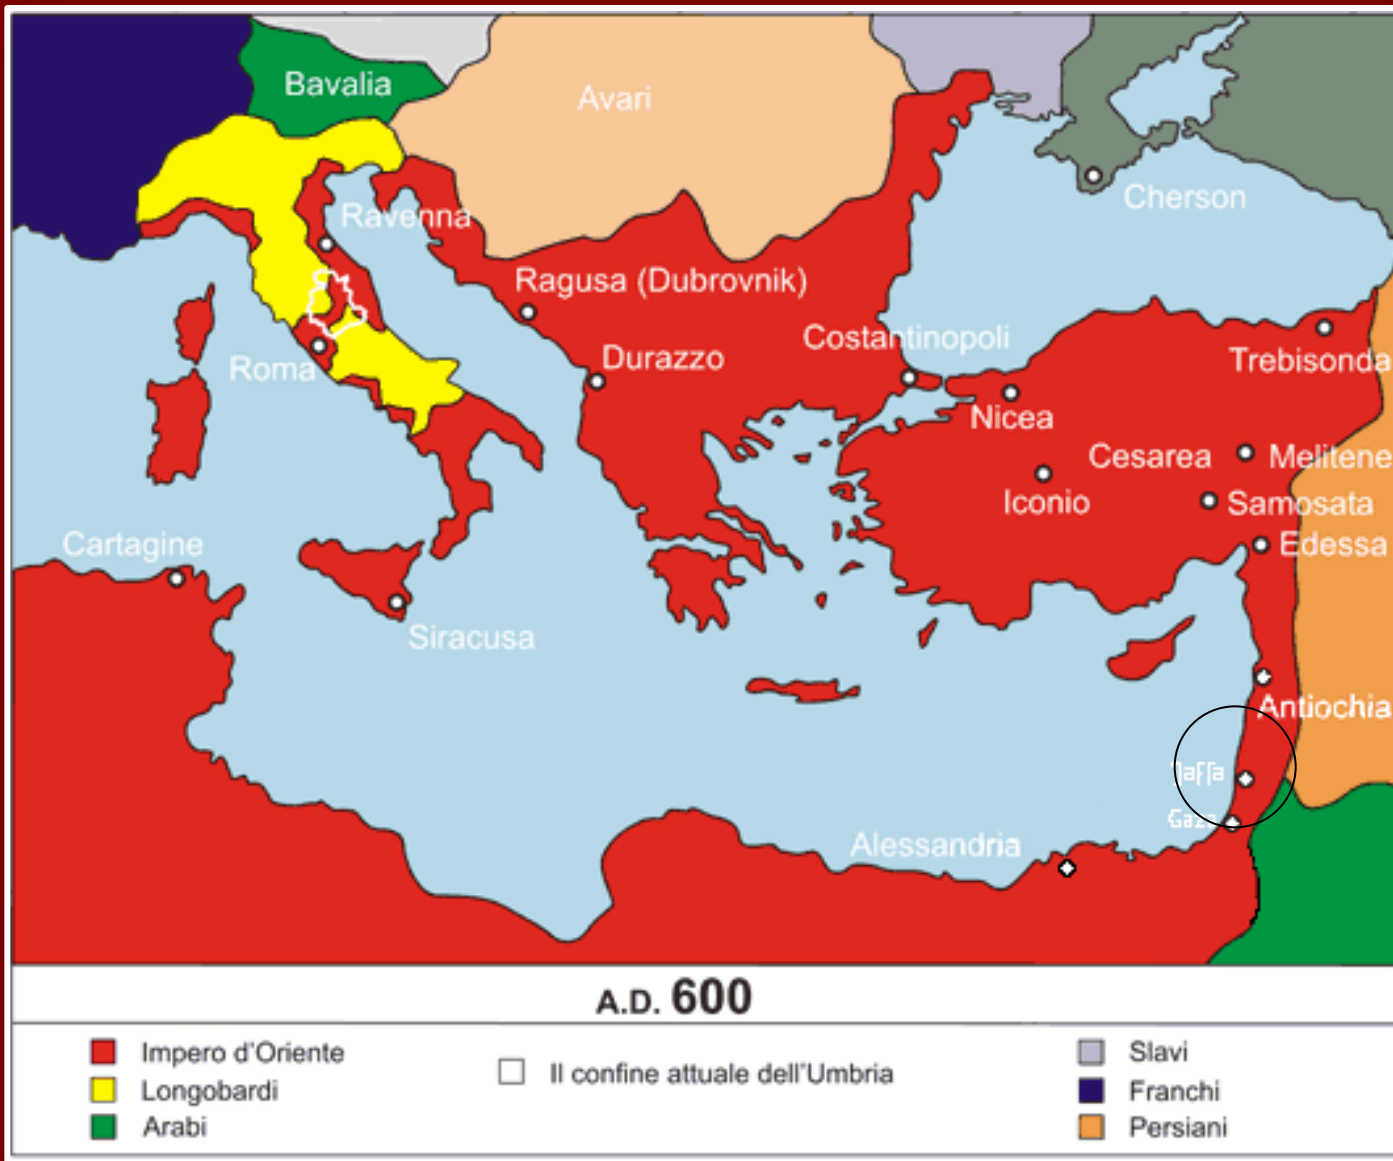 Bavalia
Avari
Cherson
Ravenna
Ragusa (Dubrovnik)
Costantinopoli
Trebisonda
Roma
Durazzo
Nicea
Cesarea
Melitene
Iconio
Samosata
Edessa
Cartagine
Siracusa
Antiochia
Jaffa
Gaza
Alessandria
A.D. 600
Impero d'Oriente
Longobardi
Arabi
Il confine attuale dell'Umbria
Slavi
Franchi
Persiani